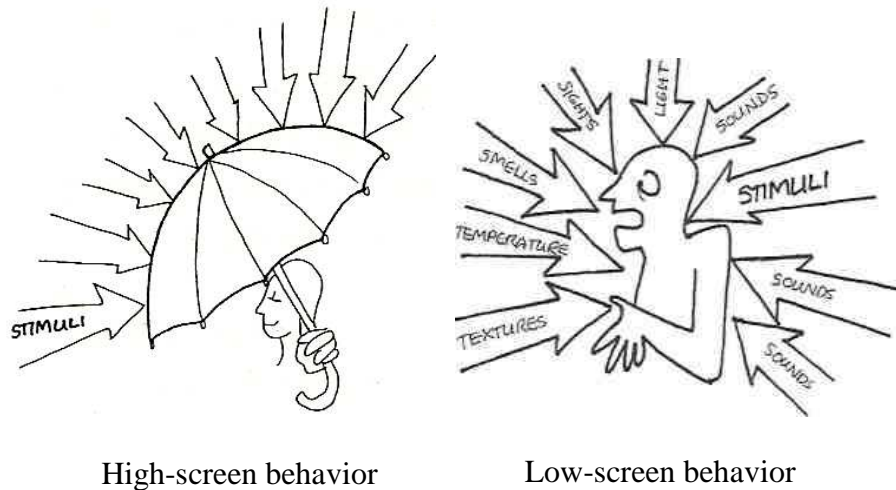 STIMULI
SIGHTS
LIGHT
SOUNDS
SMELLS
STIMULI
TEMPERATURE
SOUNDS
TEXTURES
SOUNDS
High-screen behavior
Low-screen behavior